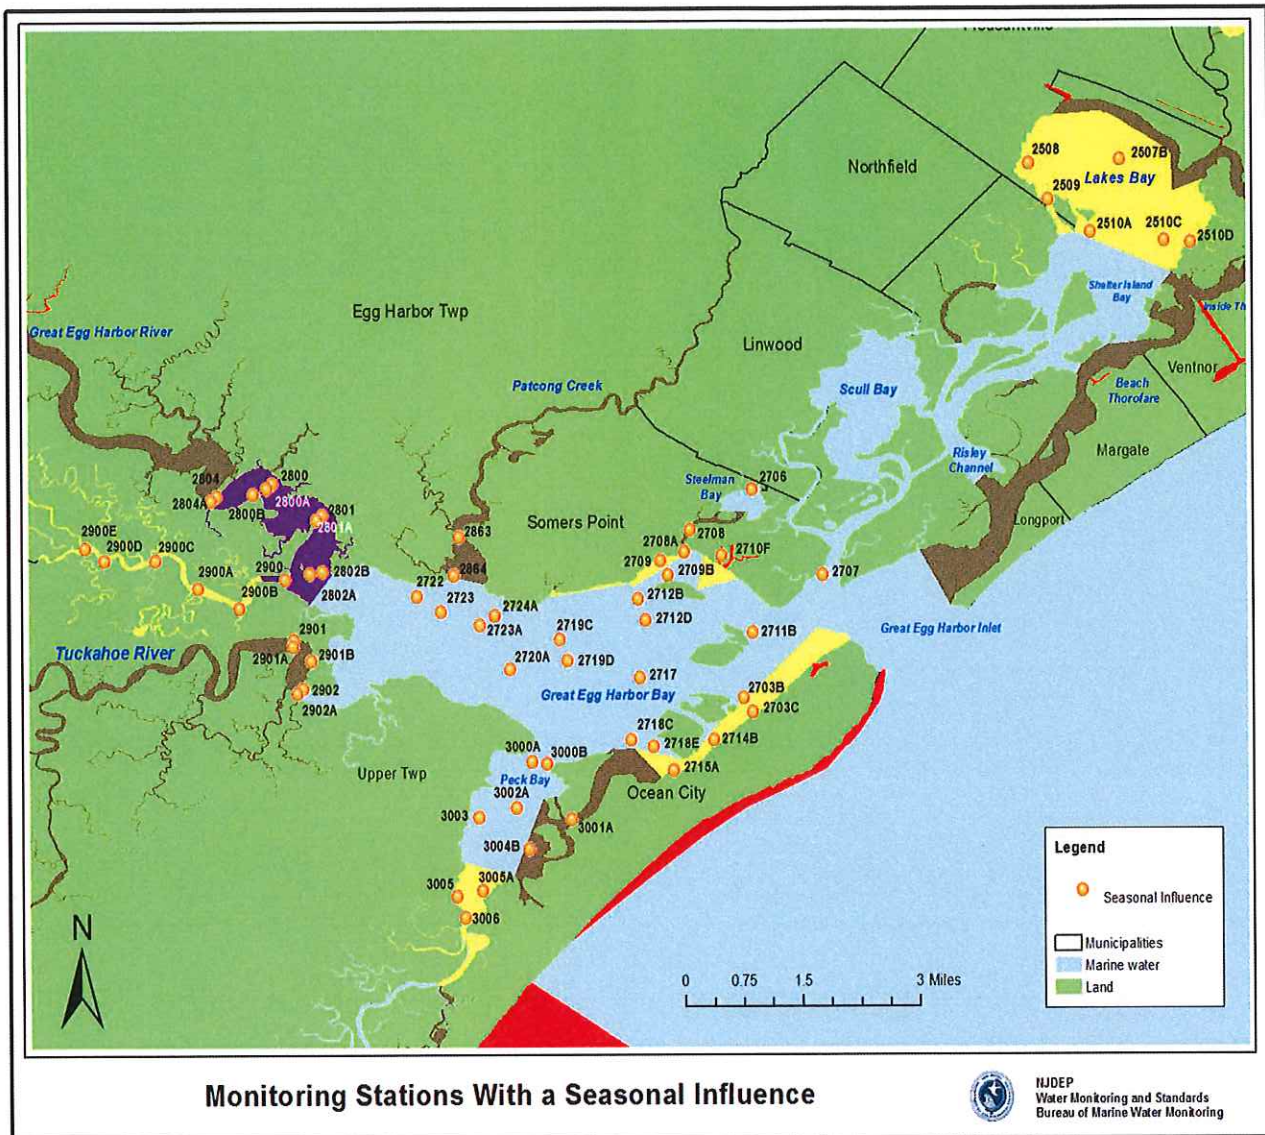 Pleasantville
Northfield
2508
2507B
Lakes Bay
2509
2510A
2510C
2510D
Shelter Island
Bay
Inside Th
Egg Harbor Twp
Great Egg Harbor River
Linwood
Ventnor
Patcong Creek
Scull Bay
Beach
Thorofare
Margate
Risley
Channel
Longport
2804
2800
2804A
2800A
2800B
2801
2801A
Steelman
Bay
2706
Somers Point
2863
2708
2708A
2710F
2900E
2900D
2900C
2900
2802B
2864
2709
2709B
2707
2900A
2900B
2802A
2722
2723
2724A
2712B
2712D
2723A
2719C
2711B
Great Egg Harbor Inlet
2901
2901A
2901B
Tuckahoe River
2720A
2719D
2717
2902
2902A
Great Egg Harbor Bay
2703B
2703C
2718C
2718E
2714B
3000A
3000B
2715A
Upper Twp
Peck Bay
Ocean City
3002A
3003
3001A
3004B
3005
3005A
3006
N
0 0.75 1.5 3 Miles
Legend
Seasonal Influence
Municipalities
Marine water
Land
Monitoring Stations With a Seasonal Influence
NJDEP
Water Monitoring and Standards
Bureau of Marine Water Monitoring